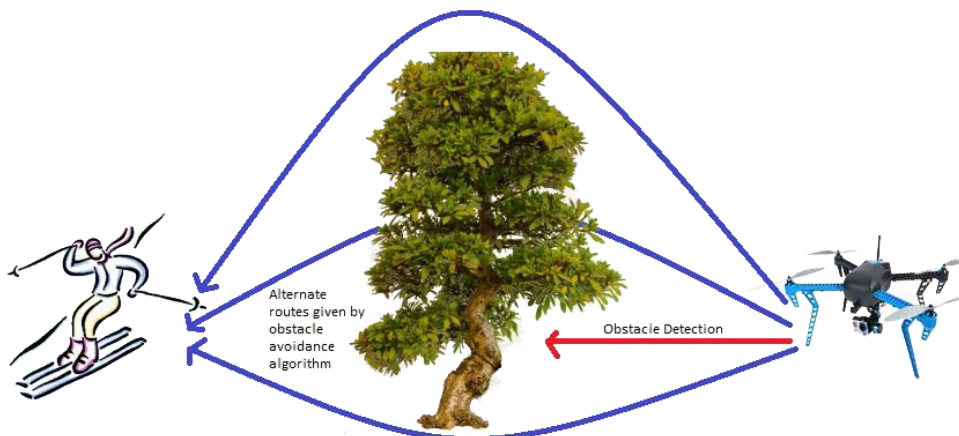 Alternate
routes given by
obstacle
avoidance
algorithm
Obstacle Detection